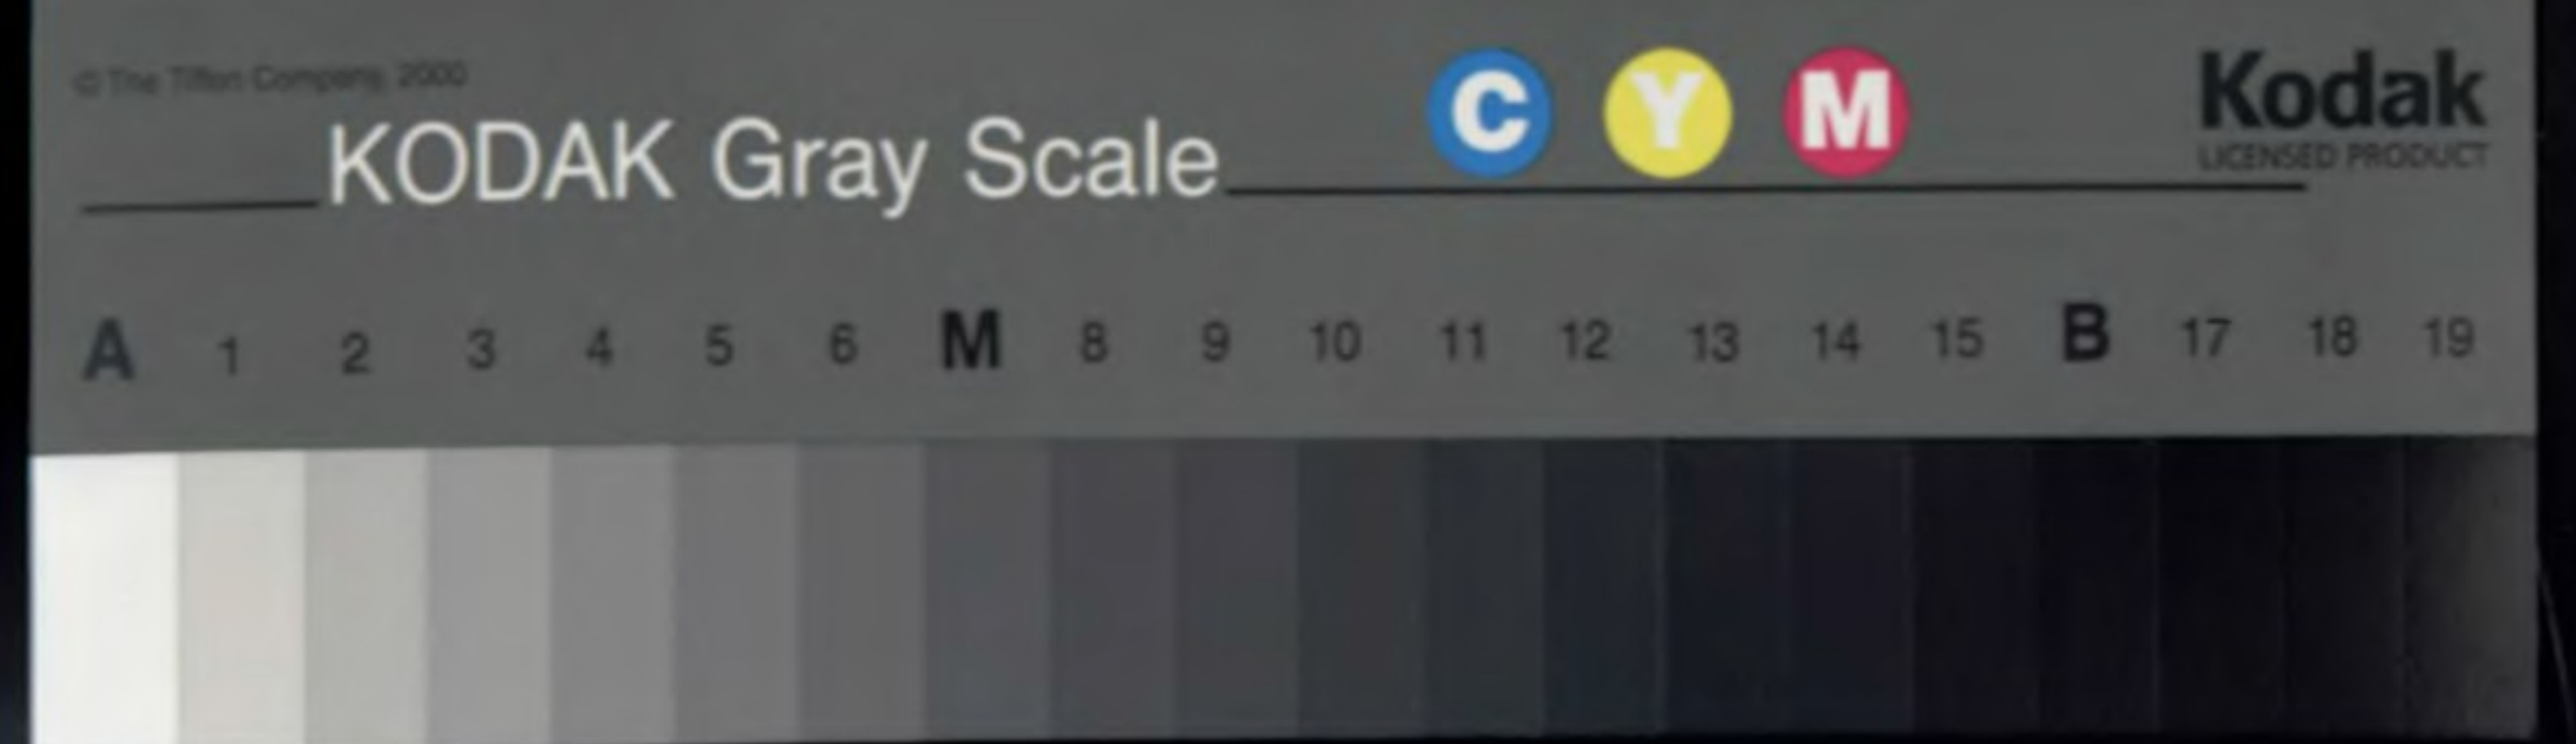 © The Tiffen Company, 2000
KODAK Gray Scale
C Y M
Kodak
LICENSED PRODUCT
A 1 2 3 4 5 6 M 8 9 10 11 12 13 14 15 B 17 18 19